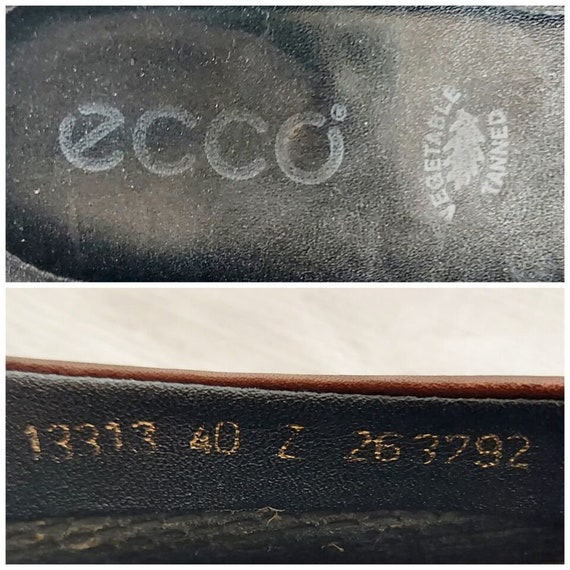 ecco®
VEGETABLE
TANNED
13313 40 Z 263792